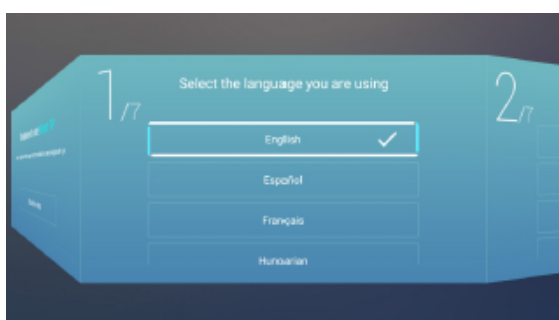 1/7
Select the language you are using
English
Español
Français
Hungarian
2/7